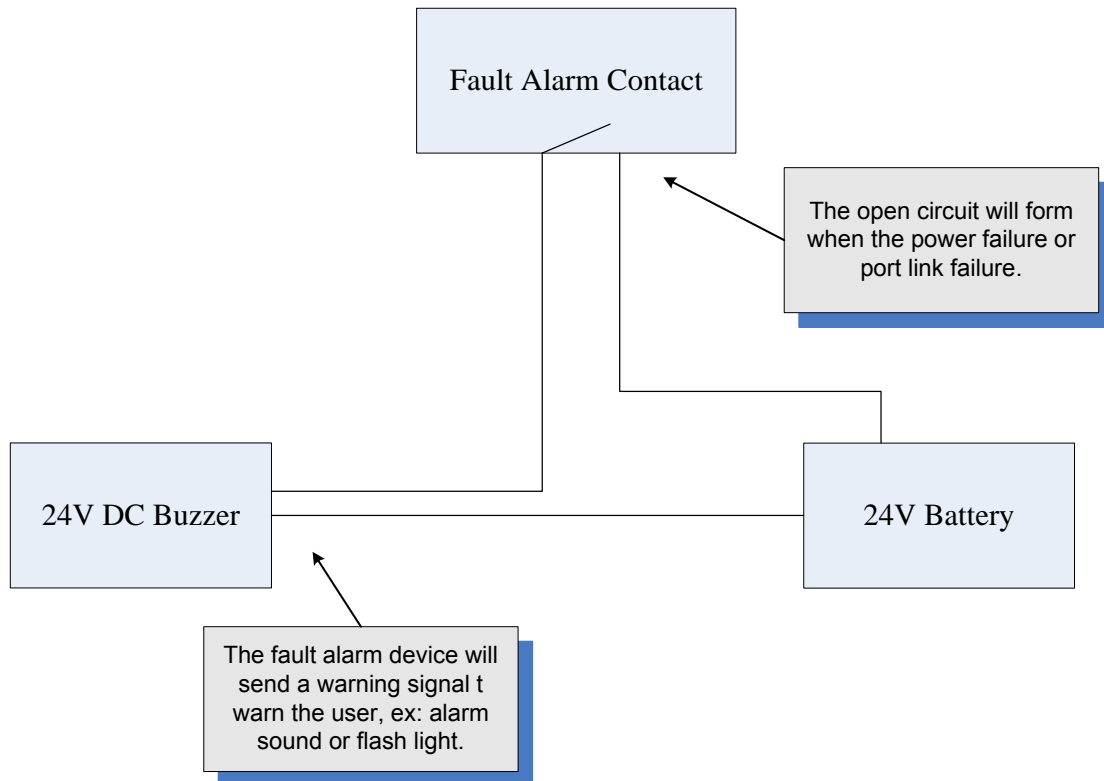 Fault Alarm Contact
The open circuit will form
when the power failure or
port link failure.
24V DC Buzzer
24V Battery
The fault alarm device will
send a warning signal t
warn the user, ex: alarm
sound or flash light.